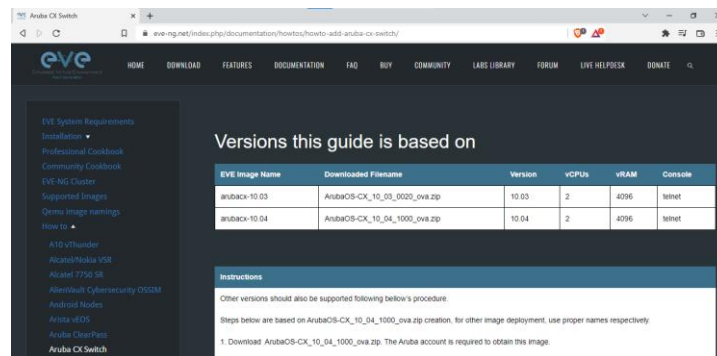 Aruba CX Switch
eve-ng.net/index.php/documentation/howtos/howto-add-aruba-cx-switch/
eve
HOME DOWNLOAD FEATURES DOCUMENTATION FAQ BUY COMMUNITY LABS LIBRARY FORUM LIVE HELPDESK DONATE
EVE System Requirements
Installation
Professional Cookbook
Community Cookbook
EVE-NG Cluster
Supported Images
Qemu image namings
How to
A10 vThunder
Alcatel/Nokia VSR
Alcatel 7750 SR
AlienVault Cybersecurity OSSIM
Android Nodes
Arista vEOS
Aruba ClearPass
Aruba CX Switch
Versions this guide is based on
EVE Image Name Downloaded Filename Version vCPUs vRAM Console
arubacx-10.03 ArubaOS-CX_10_03_0020_ova.zip 10.03 2 4096 telnet
arubacx-10.04 ArubaOS-CX_10_04_1000_ova.zip 10.04 2 4096 telnet
Instructions
Other versions should also be supported following bellow's procedure.
Steps below are based on ArubaOS-CX_10_04_1000_ova.zip creation, for other image deployment, use proper names respectively.
1. Download ArubaOS-CX_10_04_1000_ova.zip. The Aruba account is required to obtain this image.